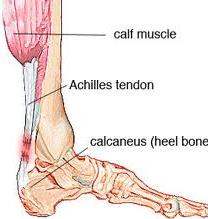 calf muscle
Achilles tendon
calcaneus (heel bone